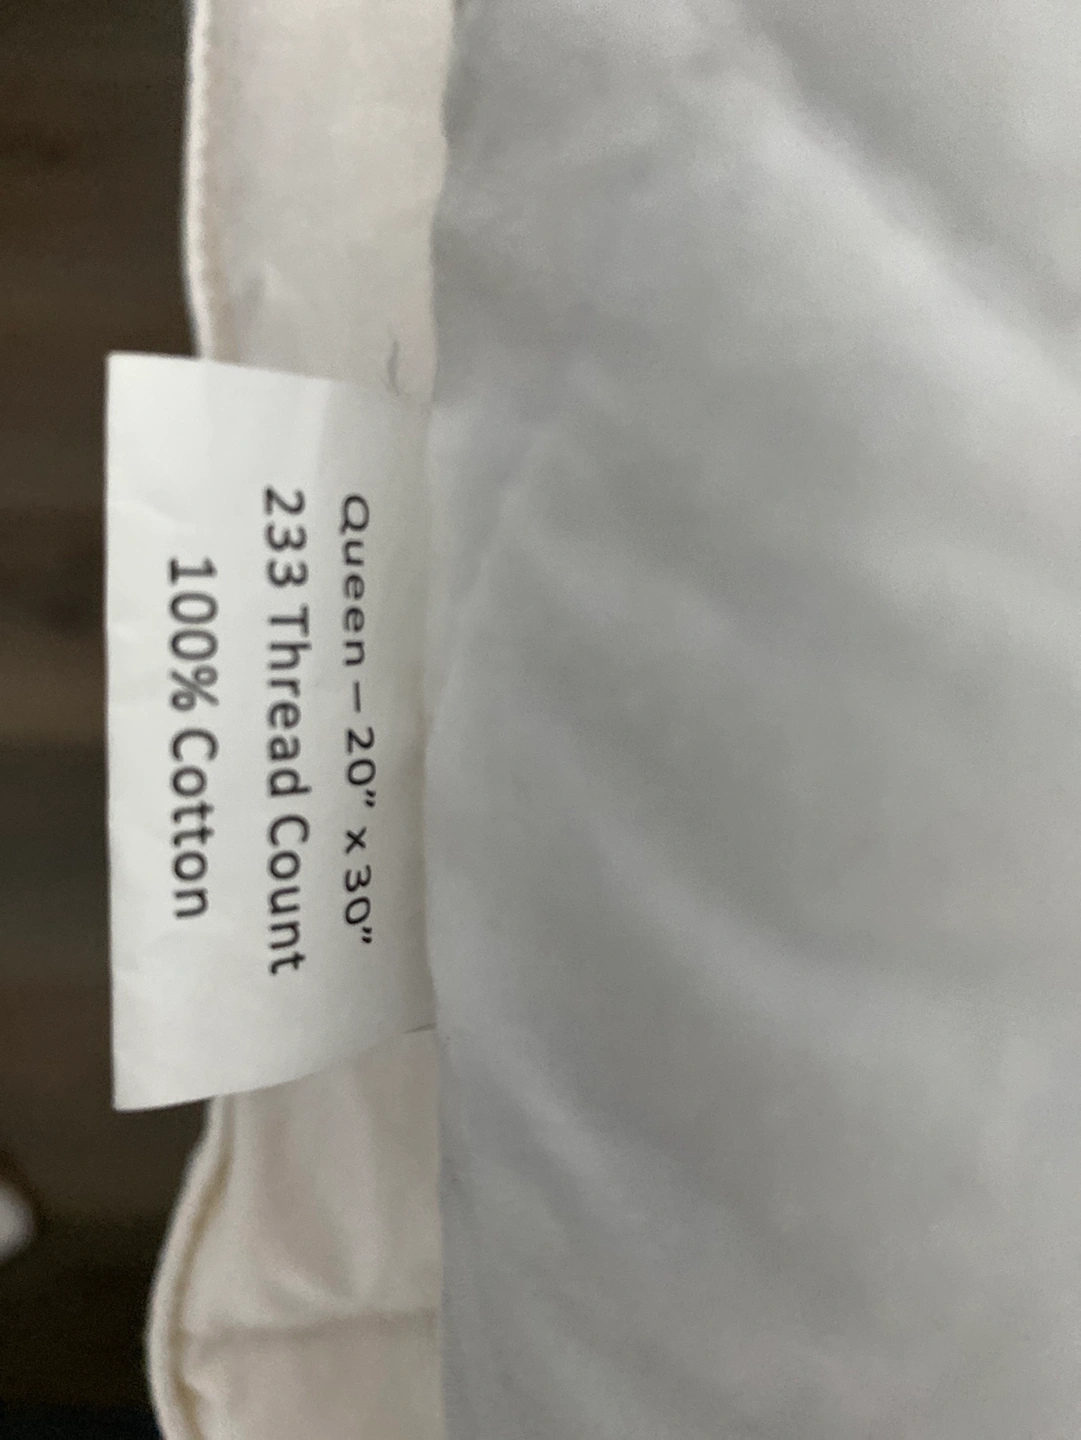 Queen – 20” x 30”
233 Thread Count
100% Cotton